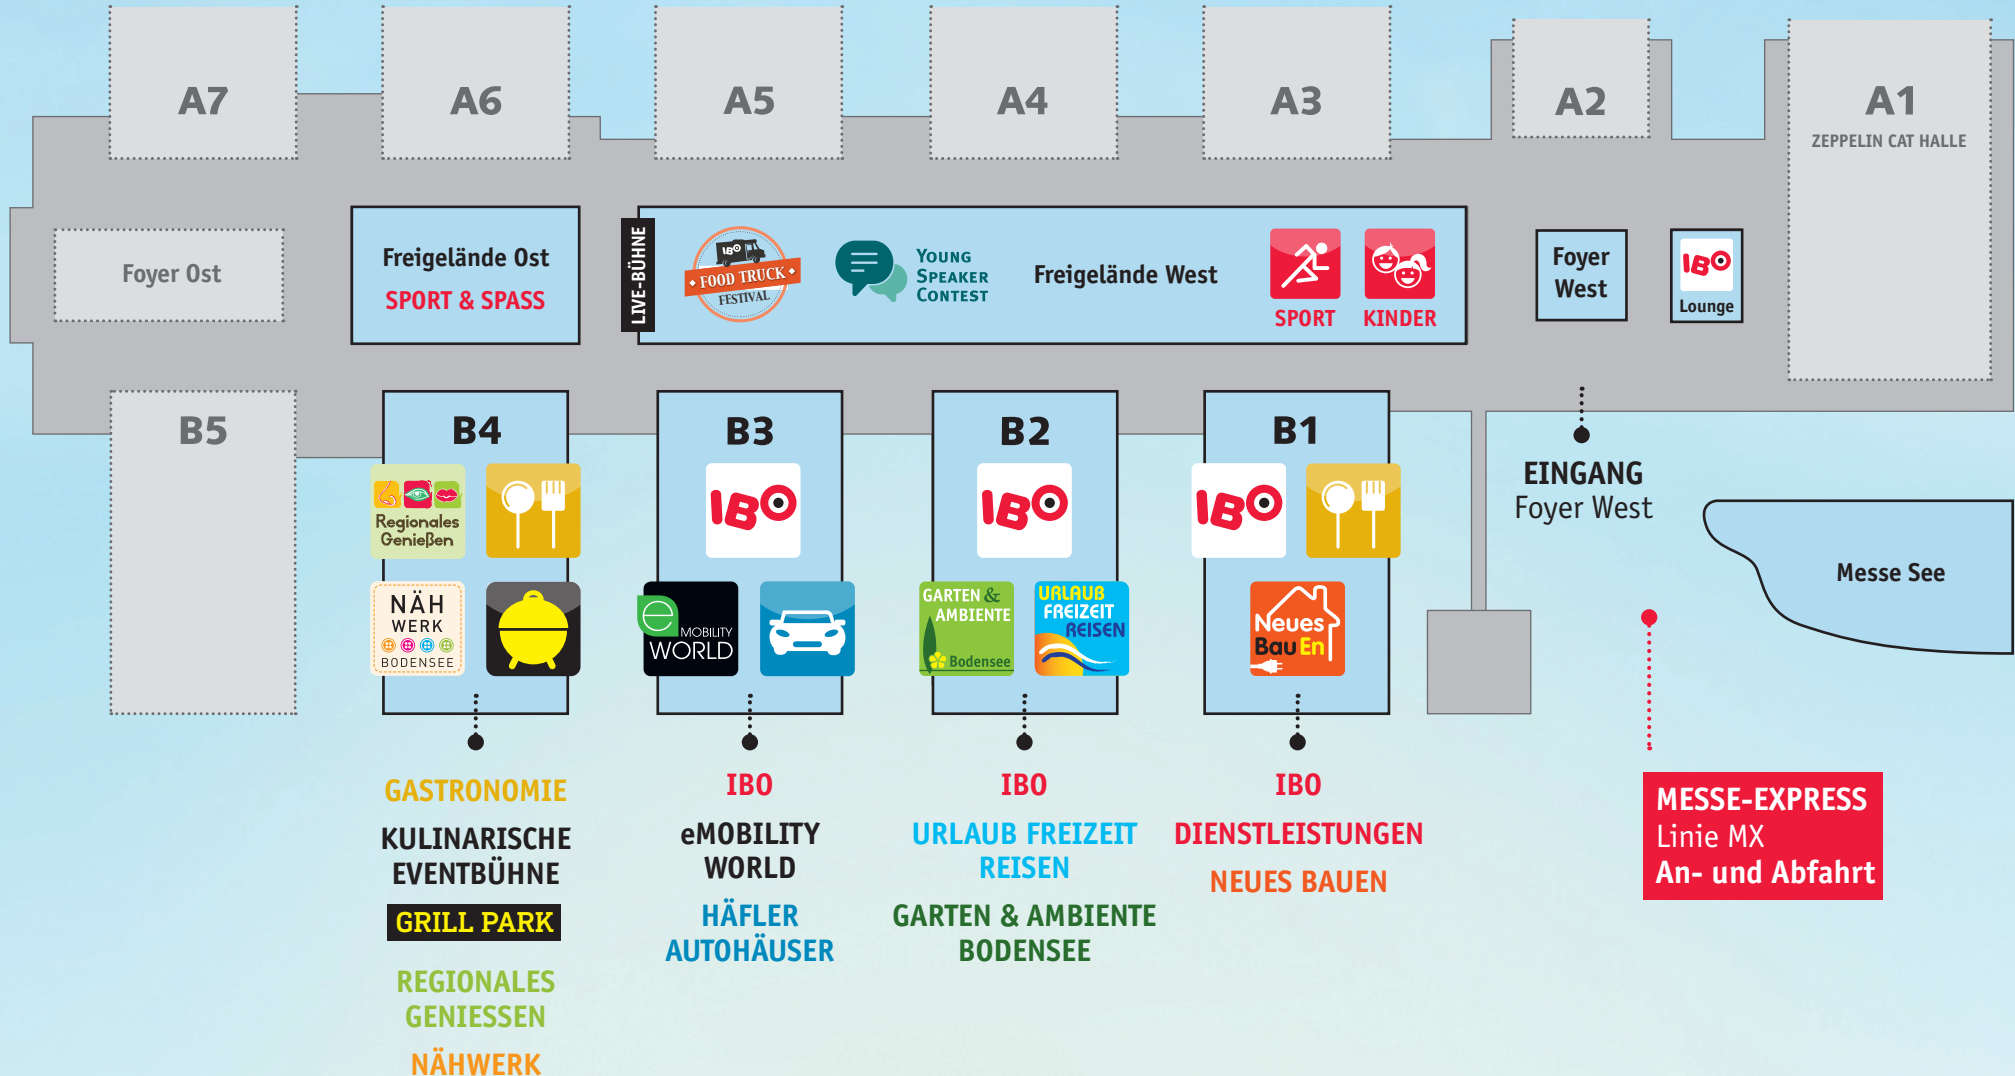 A7
A6
A5
A4
A3
A2
A1
ZEPPELIN CAT HALLE
Foyer Ost
Freigelände Ost
SPORT & SPASS
LIVE-BÜHNE
IBO
FOOD TRUCK
FESTIVAL
YOUNG
SPEAKER
CONTEST
Freigelände West
SPORT
KINDER
Foyer
West
IBO
Lounge
B5
B4
B3
B2
B1
Regionales
Genießen
NÄH
WERK
BODENSEE
IBO
e MOBILITY
WORLD
IBO
GARTEN &
AMBIENTE
Bodensee
URLAUB
FREIZEIT
REISEN
IBO
Neues
BauEn
EINGANG
Foyer West
Messe See
GASTRONOMIE
KULINARISCHE
EVENTBÜHNE
GRILL PARK
REGIONALES
GENIESSEN
NÄHWERK
IBO
eMOBILITY
WORLD
HÄFLER
AUTOHÄUSER
IBO
URLAUB FREIZEIT
REISEN
GARTEN & AMBIENTE
BODENSEE
IBO
DIENSTLEISTUNGEN
NEUES BAUEN
MESSE-EXPRESS
Linie MX
An- und Abfahrt